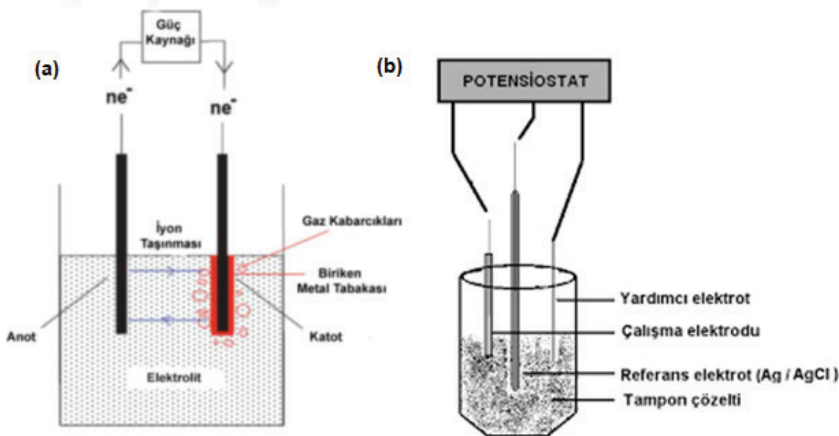 (a)
Güç
Kaynağı
ne-
ne-
İyon
Taşınması
Gaz Kabarcıkları
Biriken
Metal Tabakası
Anot
Katot
Elektrolit
(b)
POTENSİOSTAT
Yardımcı elektrot
Çalışma elektrodu
Referans elektrot (Ag / AgCl)
Tampon çözelti